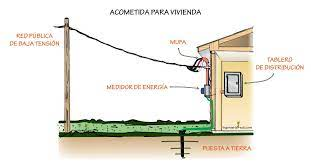 ACOMETIDA PARA VIVIENDA
RED PÚBLICA
DE BAJA TENSIÓN
MUFA
TABLERO
DE DISTRIBUCIÓN
MEDIDOR DE ENERGÍA
PUESTA A TIERRA